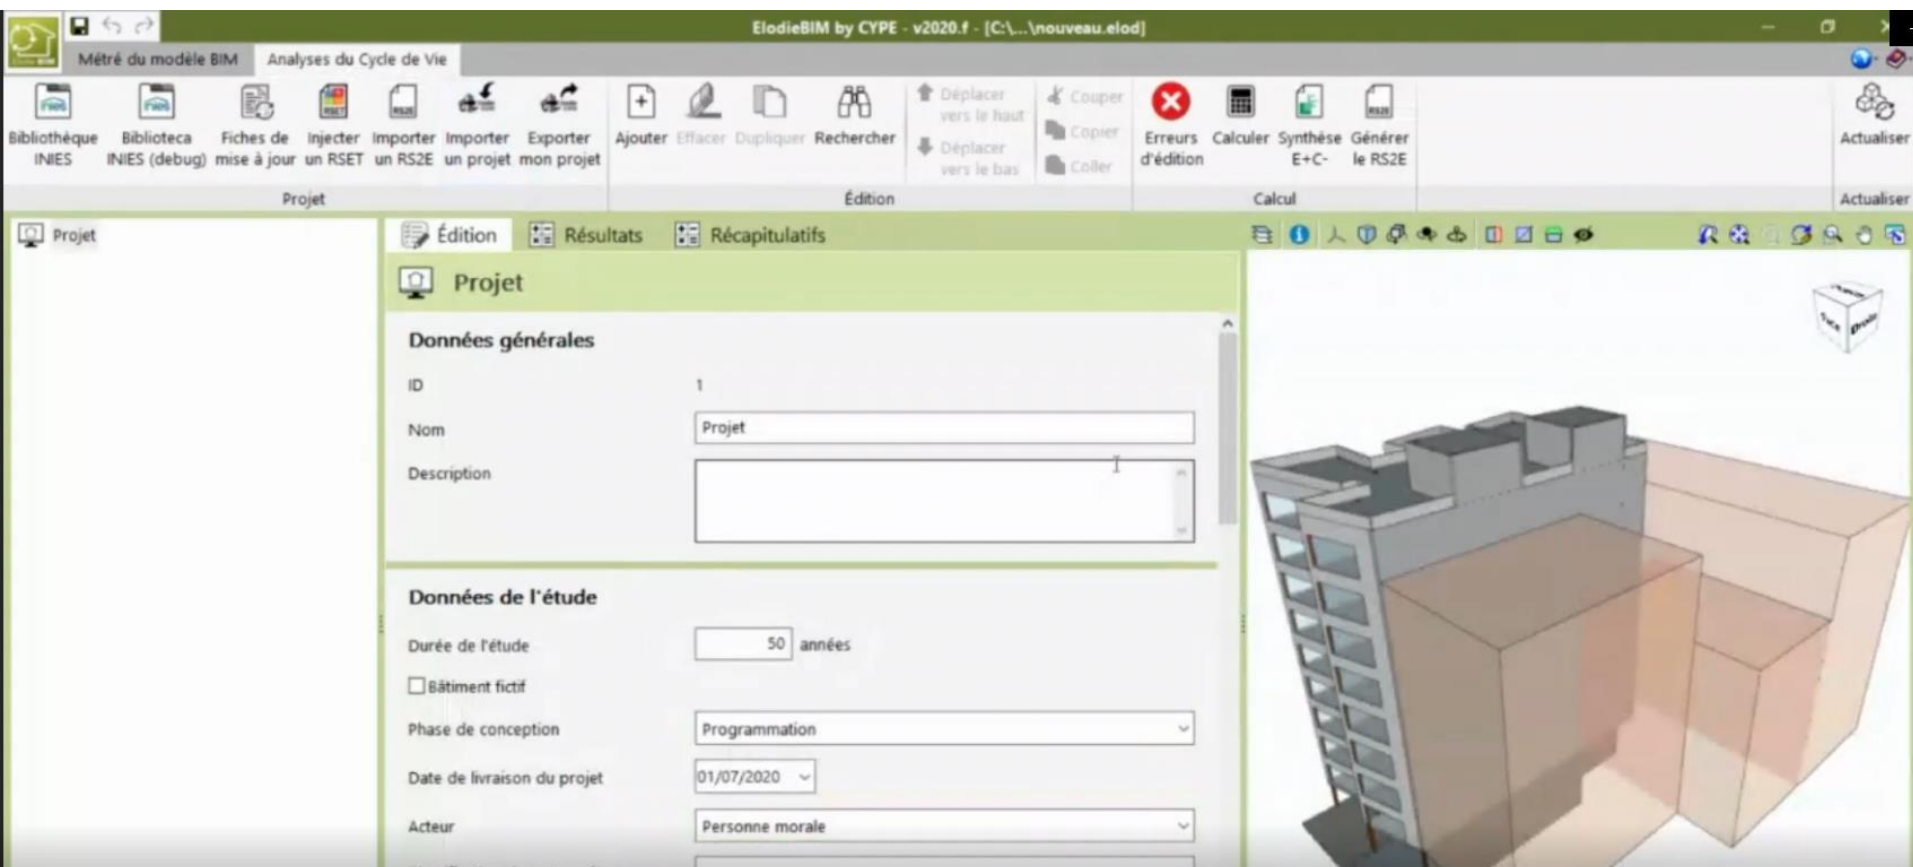 ElodieBIM by CYPE - v2020.f - [C:\...\nouveau.elod]
Métré du modèle BIM
Analyses du Cycle de Vie
Bibliothèque INIES
Biblioteca INIES (debug)
Fiches de mise à jour
Injecter un RSET
Importer un RS2E
Importer un projet
Exporter mon projet
Ajouter
Effacer
Dupliquer
Rechercher
Déplacer vers le haut
Déplacer vers le bas
Couper
Copier
Coller
Erreurs d'édition
Calculer
Synthèse E+C-
Générer le RS2E
Actualiser
Projet
Édition
Calcul
Actualiser
Projet
Édition
Résultats
Récapitulatifs
Projet
Données générales
ID 1
Nom Projet
Description
Données de l'étude
Durée de l'étude 50 années
Bâtiment fictif
Phase de conception Programmation
Date de livraison du projet 01/07/2020
Acteur Personne morale